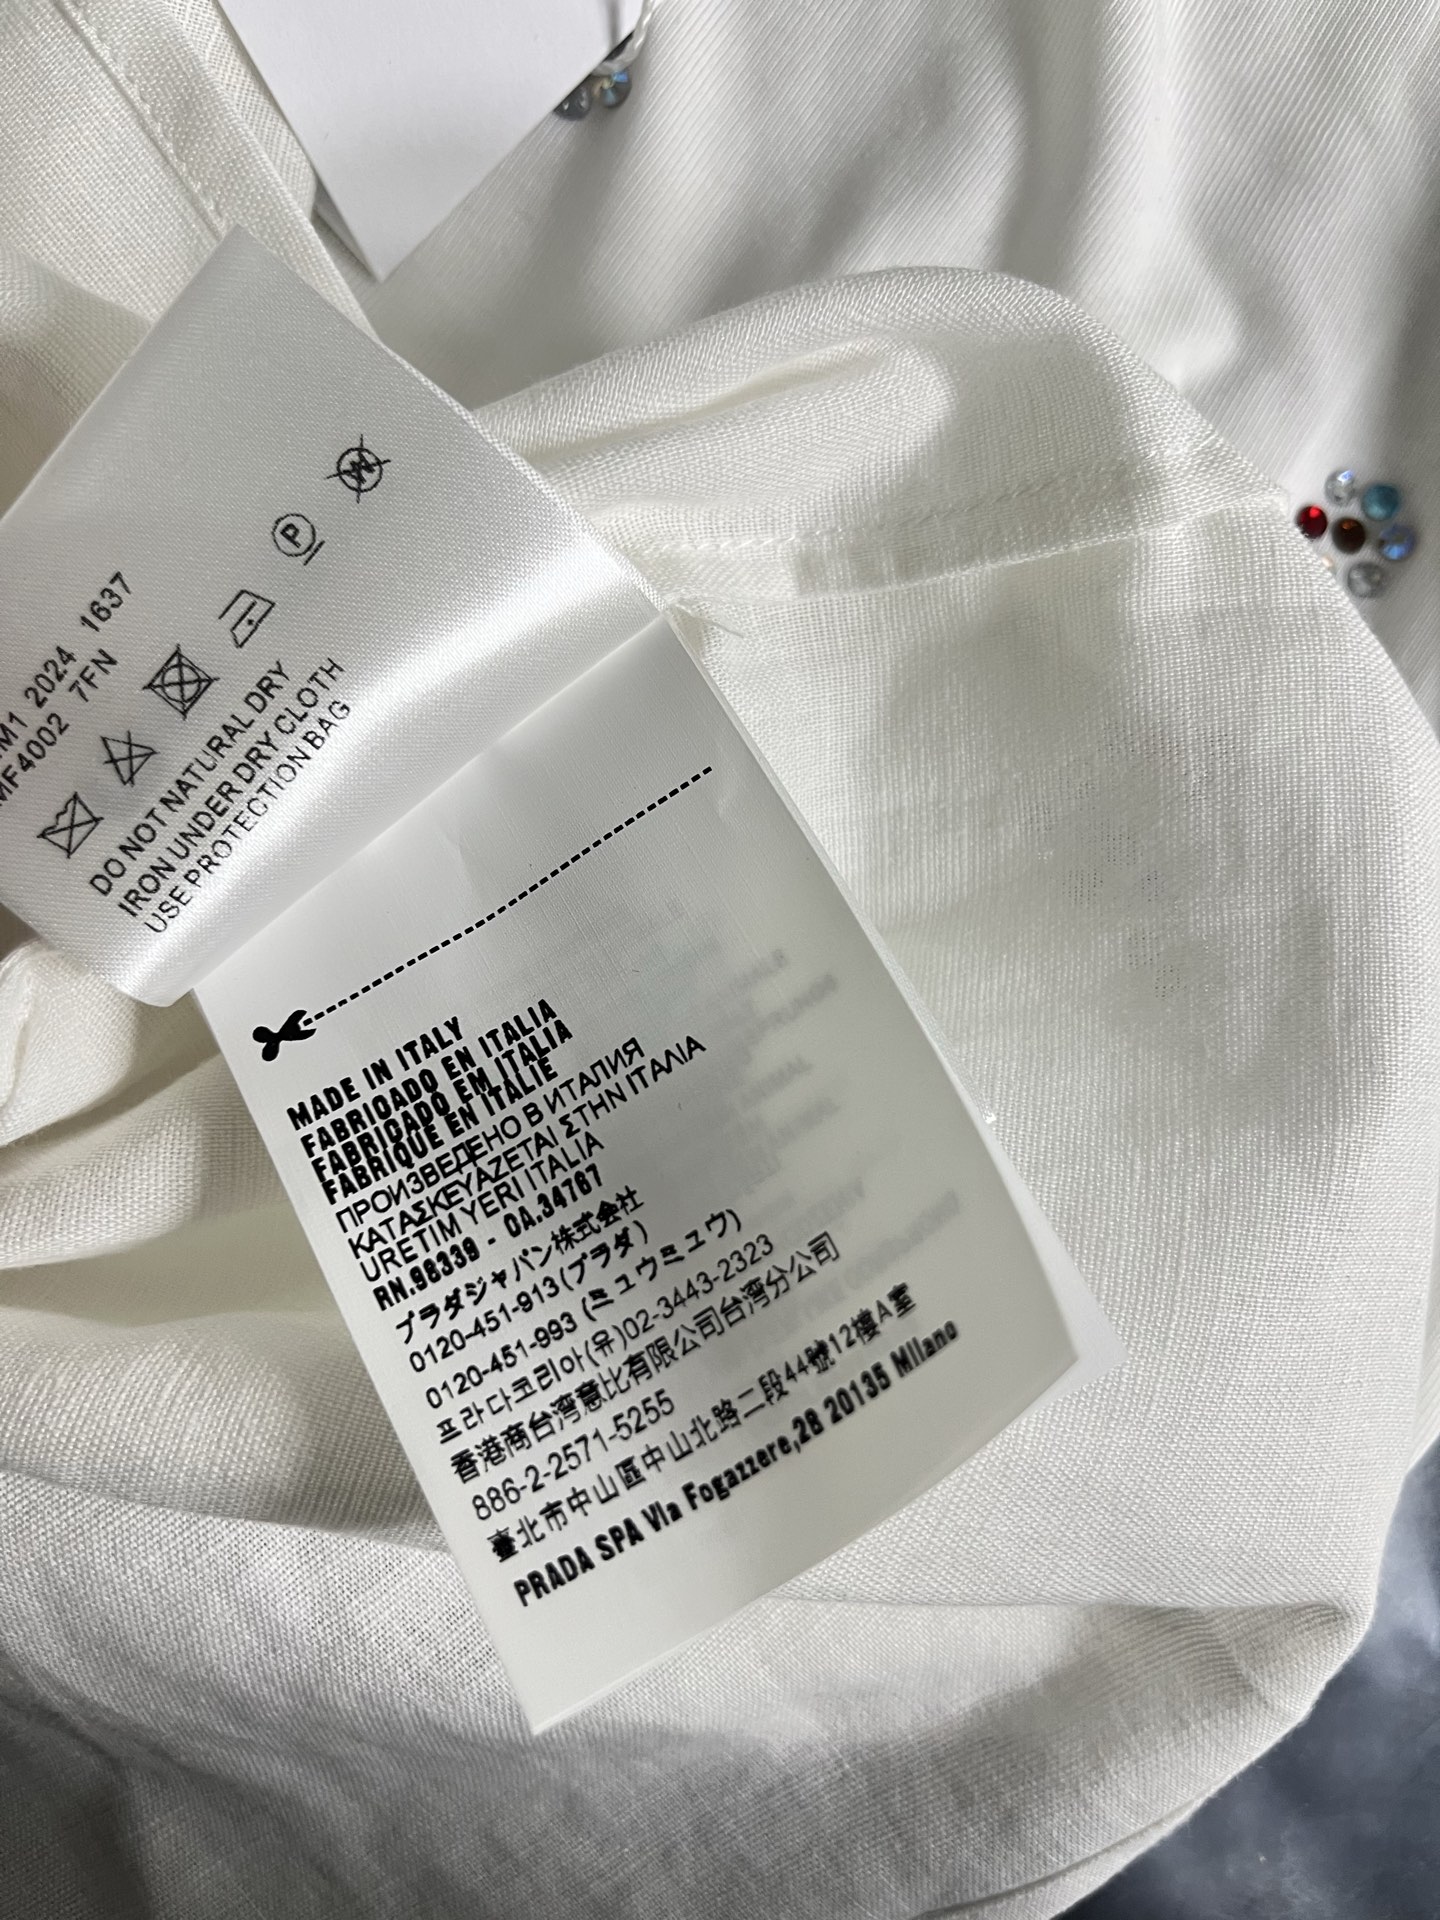 M1 2024 1637
MF4002 7FN
P
W
DO NOT NATURAL DRY
IRON UNDER DRY CLOTH
USE PROTECTION BAG
MADE IN ITALY
FABRIOADO EN ITALIA
FABRICADO EM ITALIA
FABRIQUE EN ITALIE
ПРОИЗВЕДЕНО В ИТАЛИЯ
ΚΑΤΑΣΚΕΥΑΖΕΤΑΙ ΣΤΗΝ ΙΤΑΛΙΑ
URETIM YERI ITALIA
RN.98339 - OA.34767
プラダジャパン株式会社
0120-451-913(プラダ)
0120-451-993(ミュウミュウ)
프라다코리아(유)02-3443-2323
香港商台湾意比有限公司台湾分公司
886-2-2571-5255
臺北市中山區中山北路二段44號12樓A室
PRADA SPA VIa Fogazzere,28 20135 MIlano